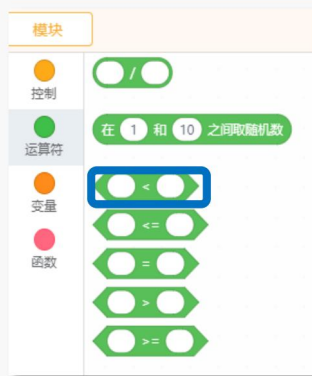 模块
控制
运算符
变量
函数
/
在 1 和 10 之间取随机数
<
<=
=
>
>=